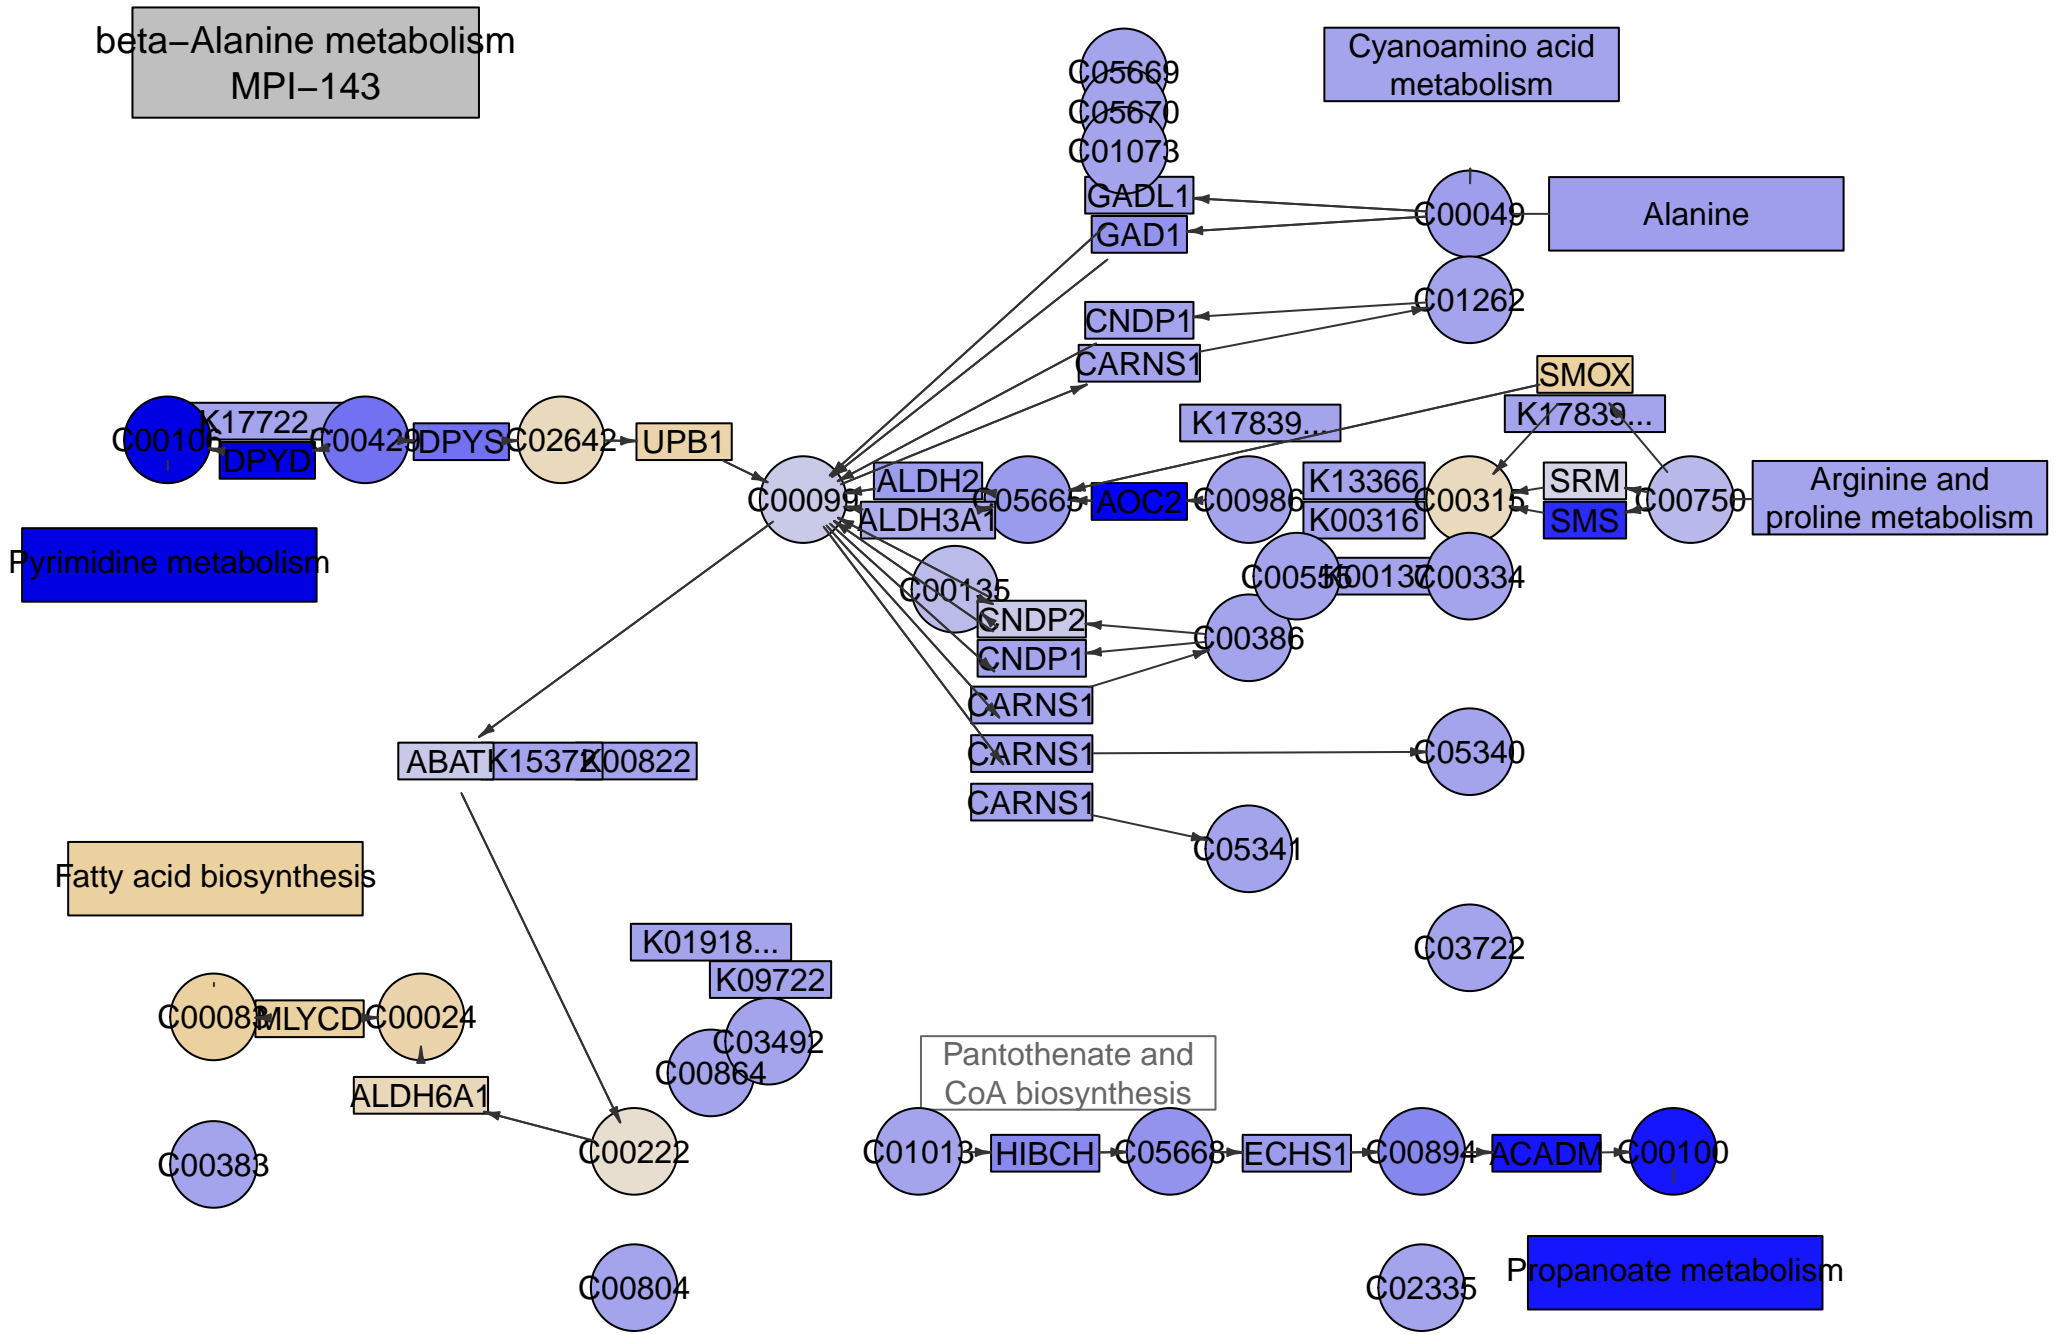 beta−Alanine metabolism
MPI−143
C05669
C05670
C01073
Cyanoamino acid
metabolism
GADL1
GAD1
C00049
Alanine
C01262
CNDP1
CARNS1
SMOX
K17839...
K17839...
C00106
K17722...
DPYD
C00429
DPYS
C02642
UPB1
C00099
ALDH2
ALDH3A1
C05665
AOC2
C00986
K13366
K00316
C00315
SRM
SMS
C00750
Arginine and
proline metabolism
Pyrimidine metabolism
C00135
C00555
K00137
C00334
CNDP2
CNDP1
C00386
CARNS1
CARNS1
CARNS1
C05340
C05341
ABAT
K15372
K00822
Fatty acid biosynthesis
K01918...
K09722
C03722
C00083
MLYCD
C00024
C03492
C00864
ALDH6A1
Pantothenate and
CoA biosynthesis
C00383
C00222
C01013
HIBCH
C05668
ECHS1
C00894
ACADM
C00100
C00804
C02335
Propanoate metabolism